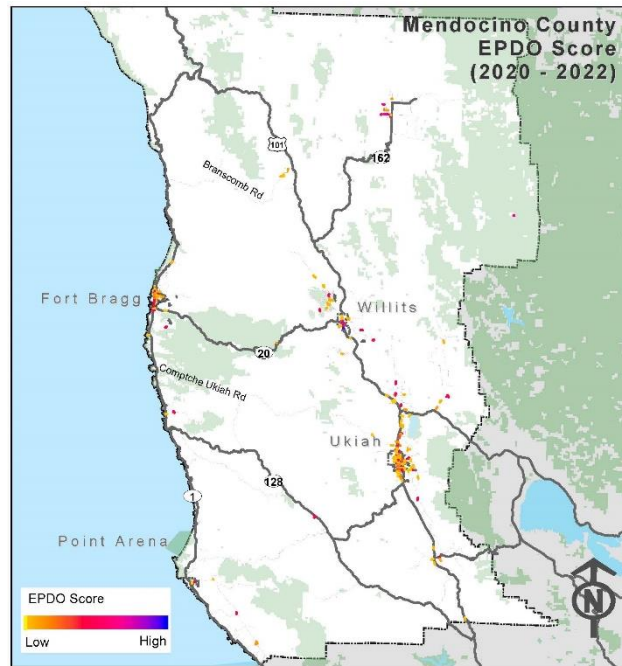 Mendocino County
EPDO Score
(2020 - 2022)
101
162
Branscomb Rd
Fort Bragg
Willits
20
Comptche Ukiah Rd
Ukiah
128
1
Point Arena
EPDO Score
Low
High
N